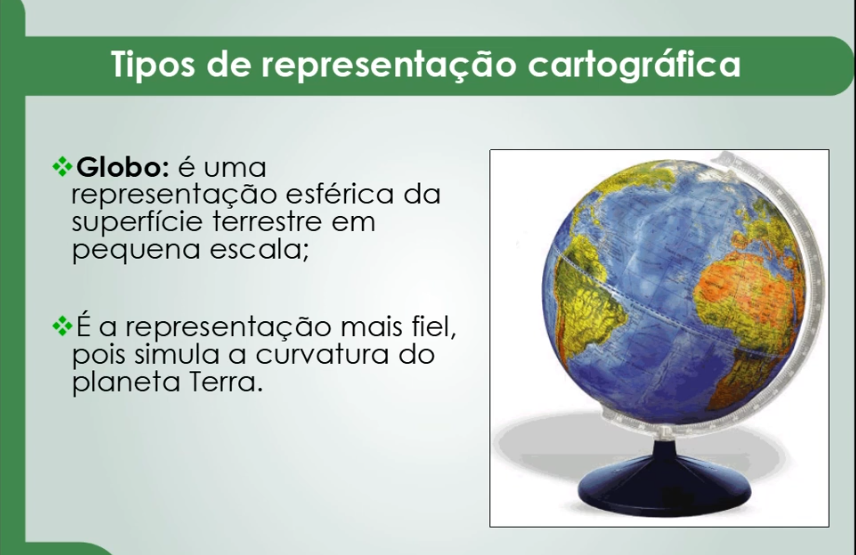 Tipos de representação cartográfica
Globo: é uma
representação esférica da
superfície terrestre em
pequena escala;
É a representação mais fiel,
pois simula a curvatura do
planeta Terra.